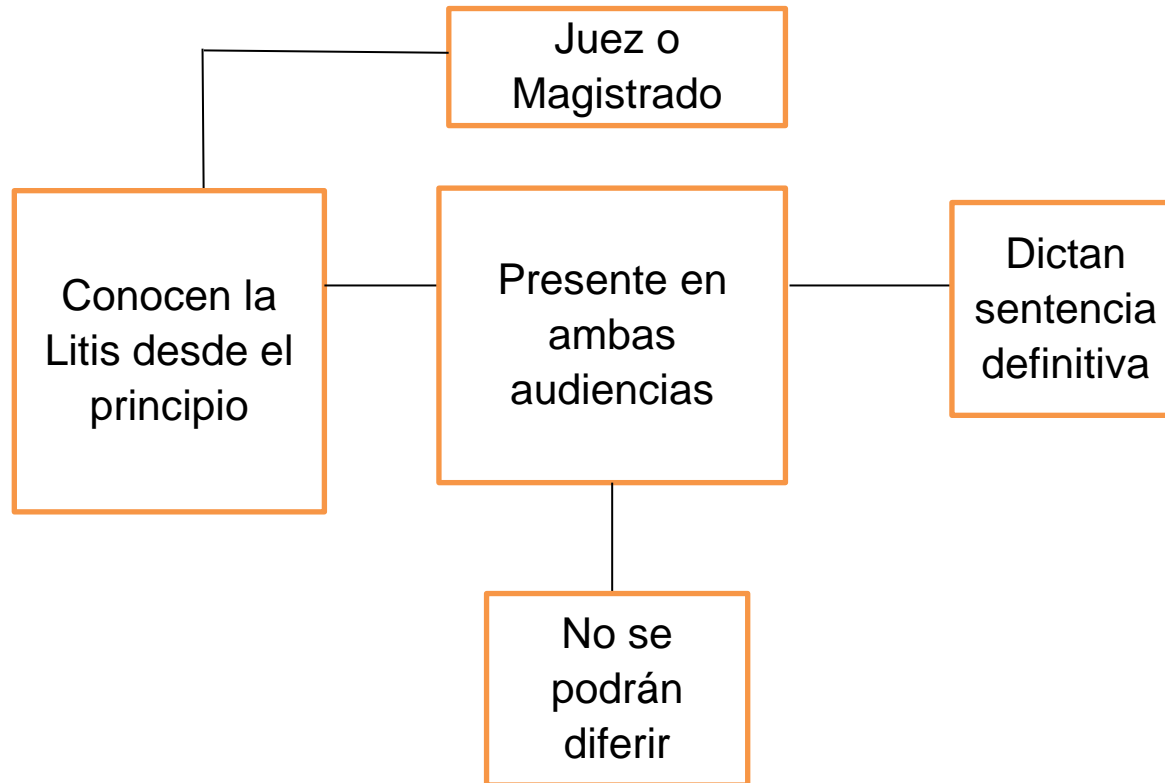 Juez o
Magistrado
Conocen la
Litis desde el
principio
Presente en
ambas
audiencias
Dictan
sentencia
definitiva
No se
podrán
diferir